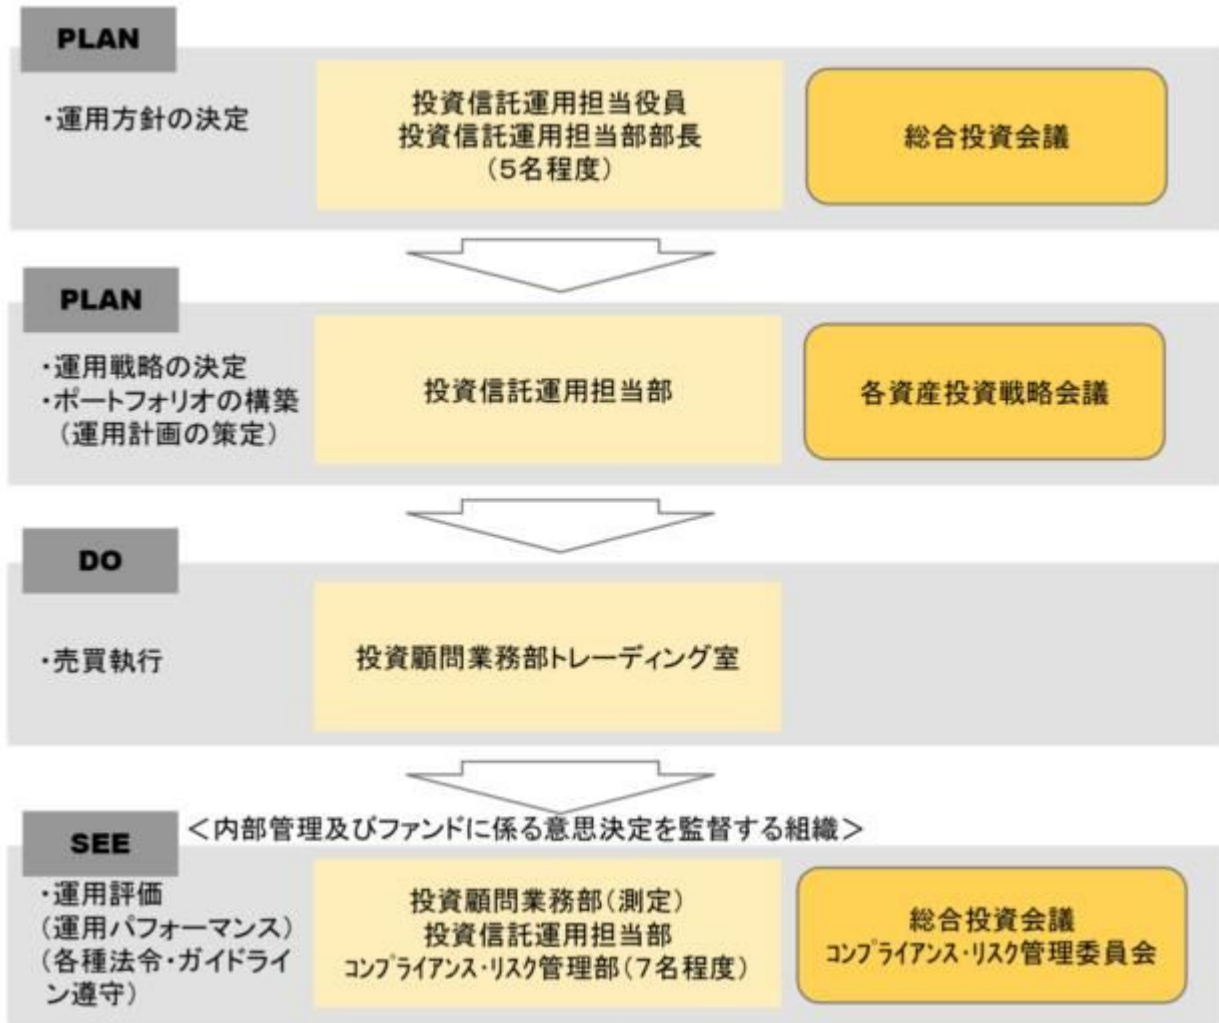 PLAN
・運用方針の決定
投資信託運用担当役員
投資信託運用担当部部長
(5名程度)
総合投資会議
PLAN
・運用戦略の決定
・ポートフォリオの構築
(運用計画の策定)
投資信託運用担当部
各資産投資戦略会議
DO
・売買執行
投資顧問業務部トレーディング室
SEE
＜内部管理及びファンドに係る意思決定を監督する組織＞
・運用評価
(運用パフォーマンス)
(各種法令・ガイドライ
ン遵守)
投資顧問業務部(測定)
投資信託運用担当部
ｺﾝﾌﾟﾗｲｱﾝｽ・ﾘｽｸ管理部(7名程度)
総合投資会議
ｺﾝﾌﾟﾗｲｱﾝｽ・ﾘｽｸ管理委員会